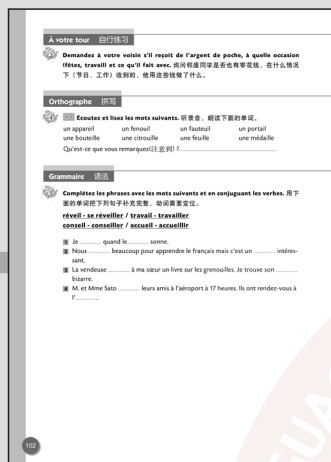 À votre tour 自行练习
Demandez à votre voisin s'il reçoit de l'argent de poche, à quelle occasion
(fêtes, travail) et ce qu'il fait avec. 询问邻座同学是否也有零花钱，在什么情况
下（节日、工作）收到的，他用这些钱做了什么。
Orthographe 拼写
Écoutez et lisez les mots suivants. 听录音，朗读下面的单词。
un appareil un fenouil un fauteuil un portail
une bouteille une citrouille une feuille une médaille
Qu'est-ce que vous remarquez(注意到) ?
Grammaire 语法
Complétez les phrases avec les mots suivants et en conjuguant les verbes. 用下
面的单词把下列句子补充完整，动词需要变位。
réveil - se réveiller / travail - travailler
conseil - conseiller / accueil - accueillir
1 Je ............ quand le............ sonne.
2 Nous ............ beaucoup pour apprendre le français mais c'est un ............ intéres-
sant.
3 La vendeuse ............ à ma sœur un livre sur les grenouilles. Je trouve son ............
bizarre.
4 M. et Mme Sato ............ leurs amis à l'aéroport à 17 heures. Ils ont rendez-vous à
l'............
102